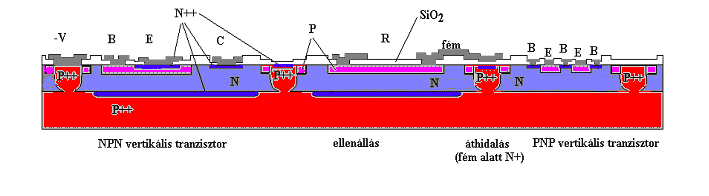 N++
SiO2
-V B E C P R fém B E B E B
P++ P++ P++ P++
N N N
P++
NPN vertikális tranzisztor ellenállás áthidalás PNP vertikális tranzisztor
(fém alatt N+)